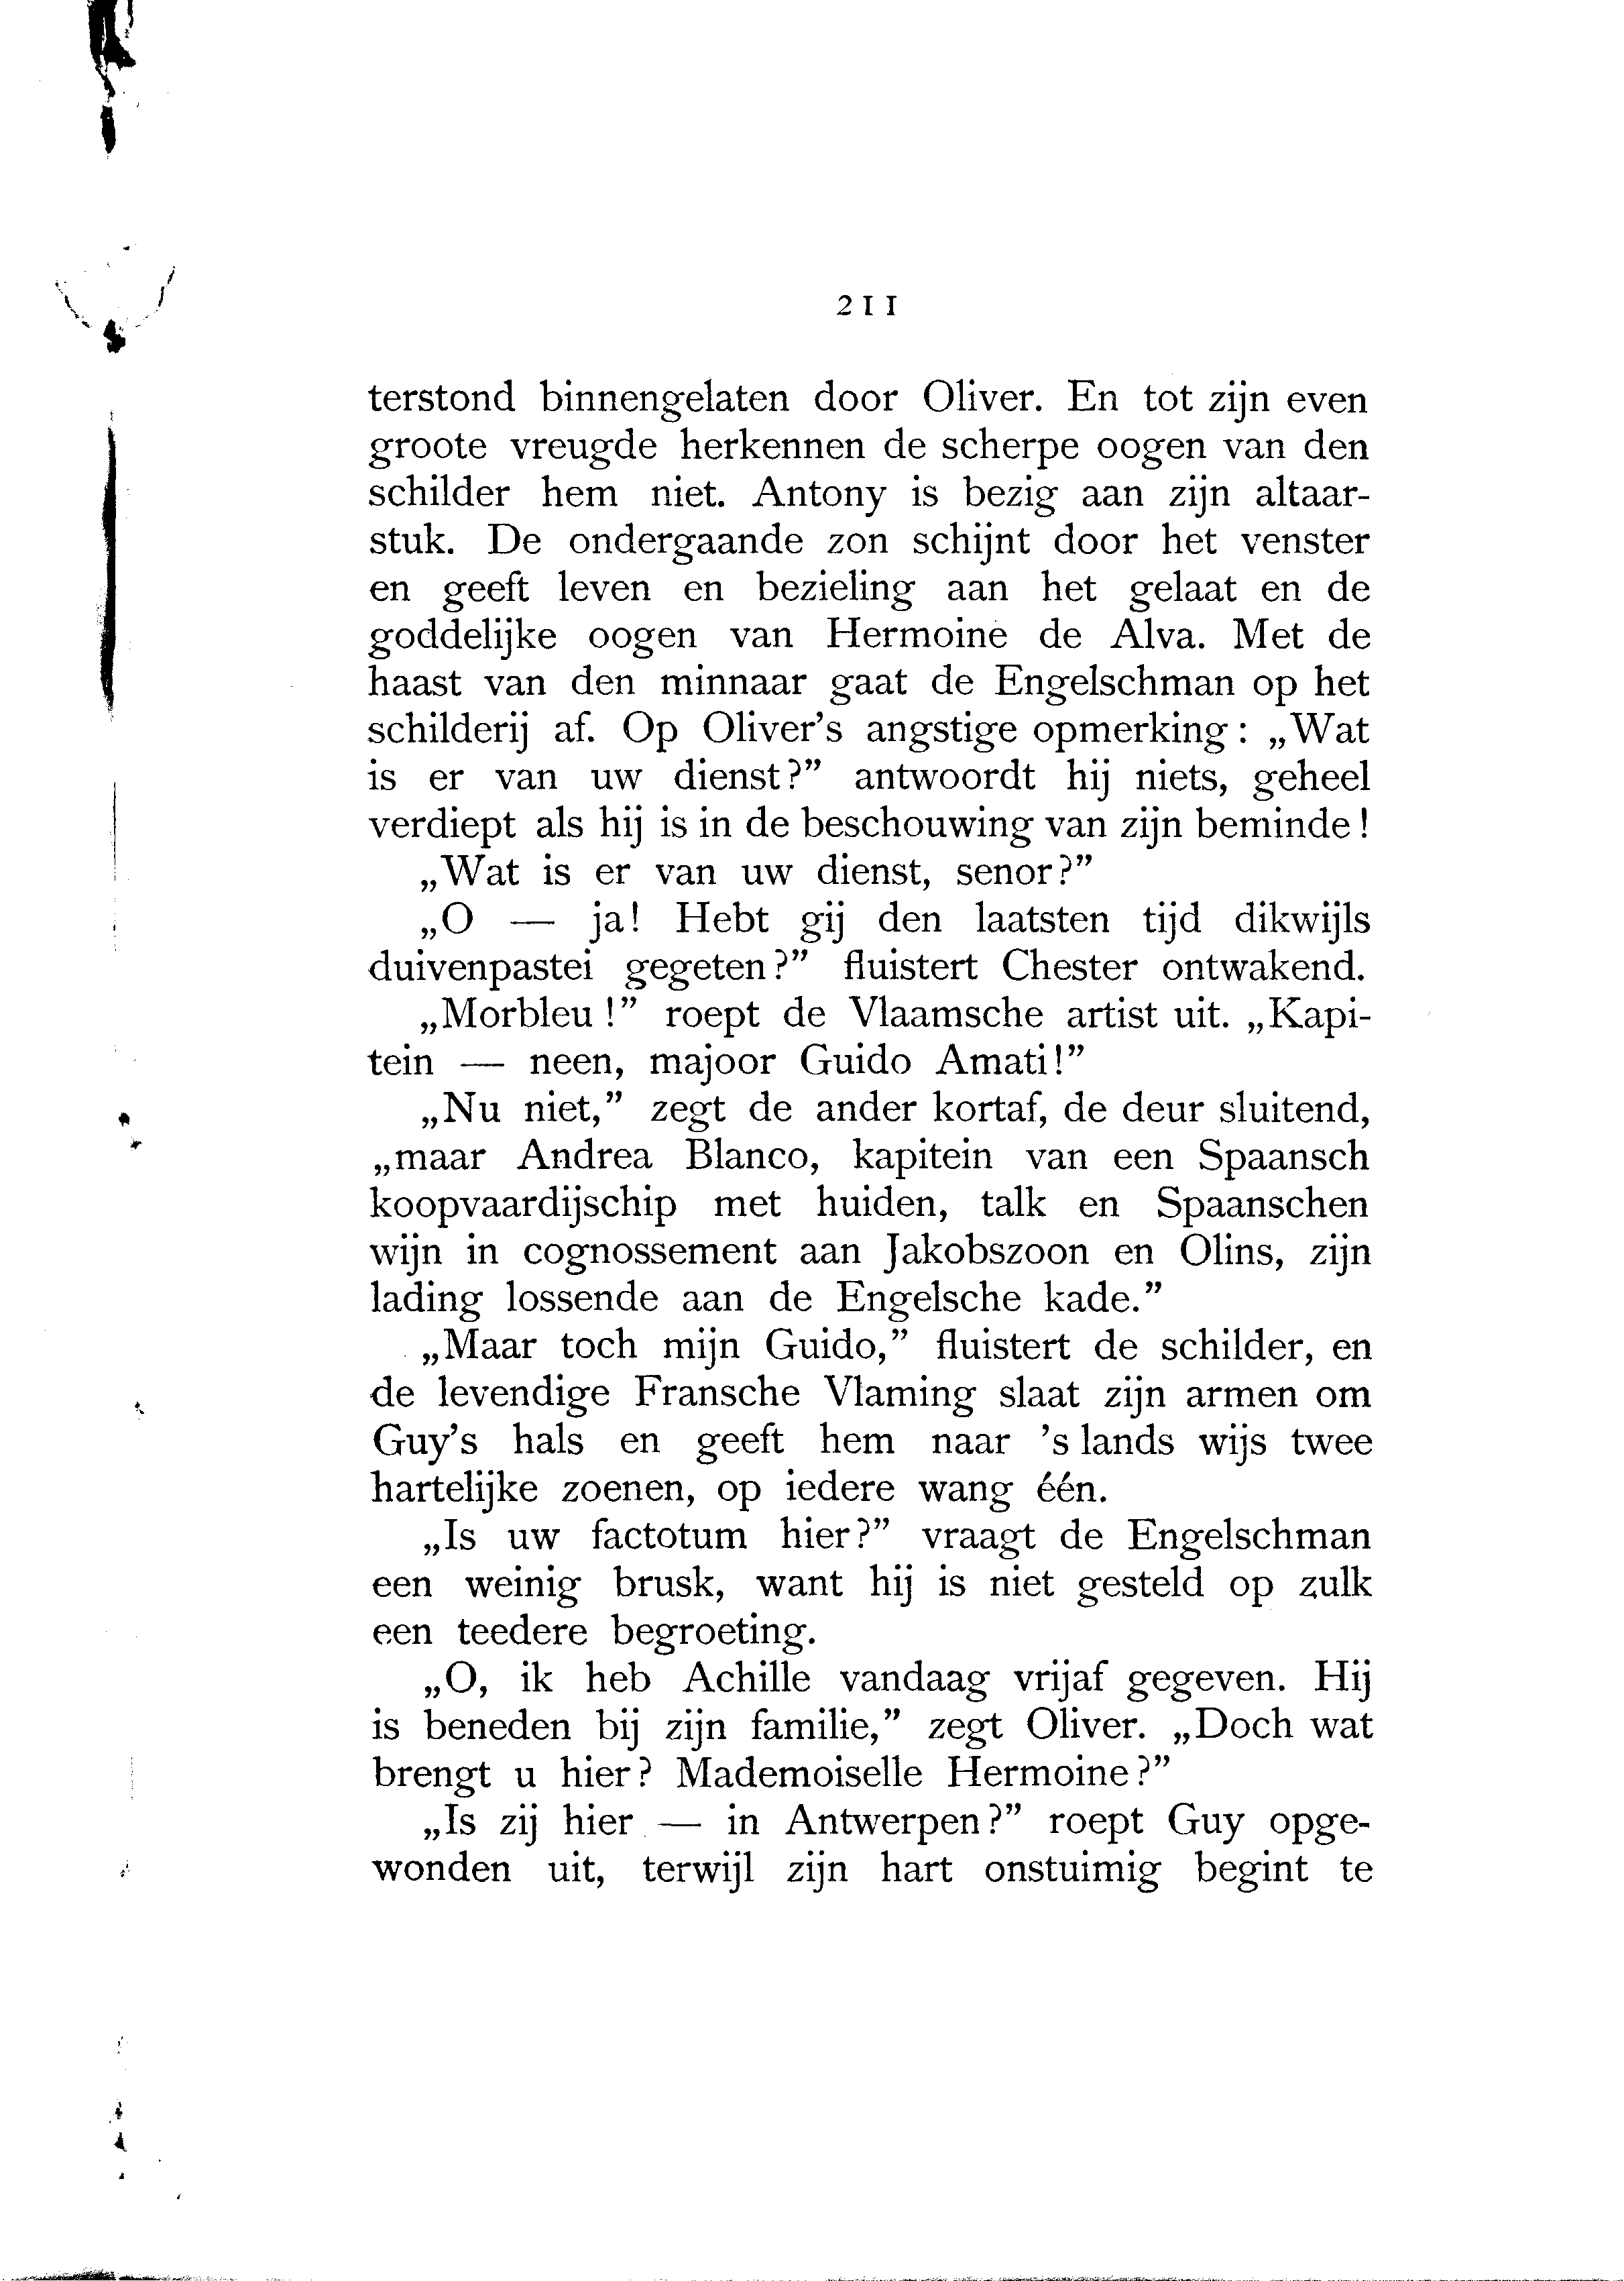 211
terstond binnengelaten door Oliver. En tot zijn even
groote vreugde herkennen de scherpe oogen van den
schilder hem niet. Antony is bezig aan zijn altaar-
stuk. De ondergaande zon schijnt door het venster
en geeft leven en bezieling aan het gelaat en de
goddelijke oogen van Hermoine de Alva. Met de
haast van den minnaar gaat de Engelschman op het
schilderij af. Op Oliver's angstige opmerking: „Wat
is er van uw dienst?” antwoordt hij niets, geheel
verdiept als hij is in de beschouwing van zijn beminde!
„Wat is er van uw dienst, senor?”
„O — ja! Hebt gij den laatsten tijd dikwijls
duivenpastei gegeten?” fluistert Chester ontwakend.
„Morbleu!” roept de Vlaamsche artist uit. „Kapi-
tein — neen, majoor Guido Amati!”
„Nu niet,” zegt de ander kortaf, de deur sluitend,
„maar Andrea Blanco, kapitein van een Spaansch
koopvaardijschip met huiden, talk en Spaanschen
wijn in cognossement aan Jakobszoon en Olins, zijn
lading lossende aan de Engelsche kade.”
„Maar toch mijn Guido,” fluistert de schilder, en
de levendige Fransche Vlaming slaat zijn armen om
Guy's hals en geeft hem naar 's lands wijs twee
hartelijke zoenen, op iedere wang één.
„Is uw factotum hier?” vraagt de Engelschman
een weinig brusk, want hij is niet gesteld op zulk
een teedere begroeting.
„O, ik heb Achille vandaag vrijaf gegeven. Hij
is beneden bij zijn familie,” zegt Oliver. „Doch wat
brengt u hier? Mademoiselle Hermoine?”
„Is zij hier — in Antwerpen?” roept Guy opge-
wonden uit, terwijl zijn hart onstuimig begint te